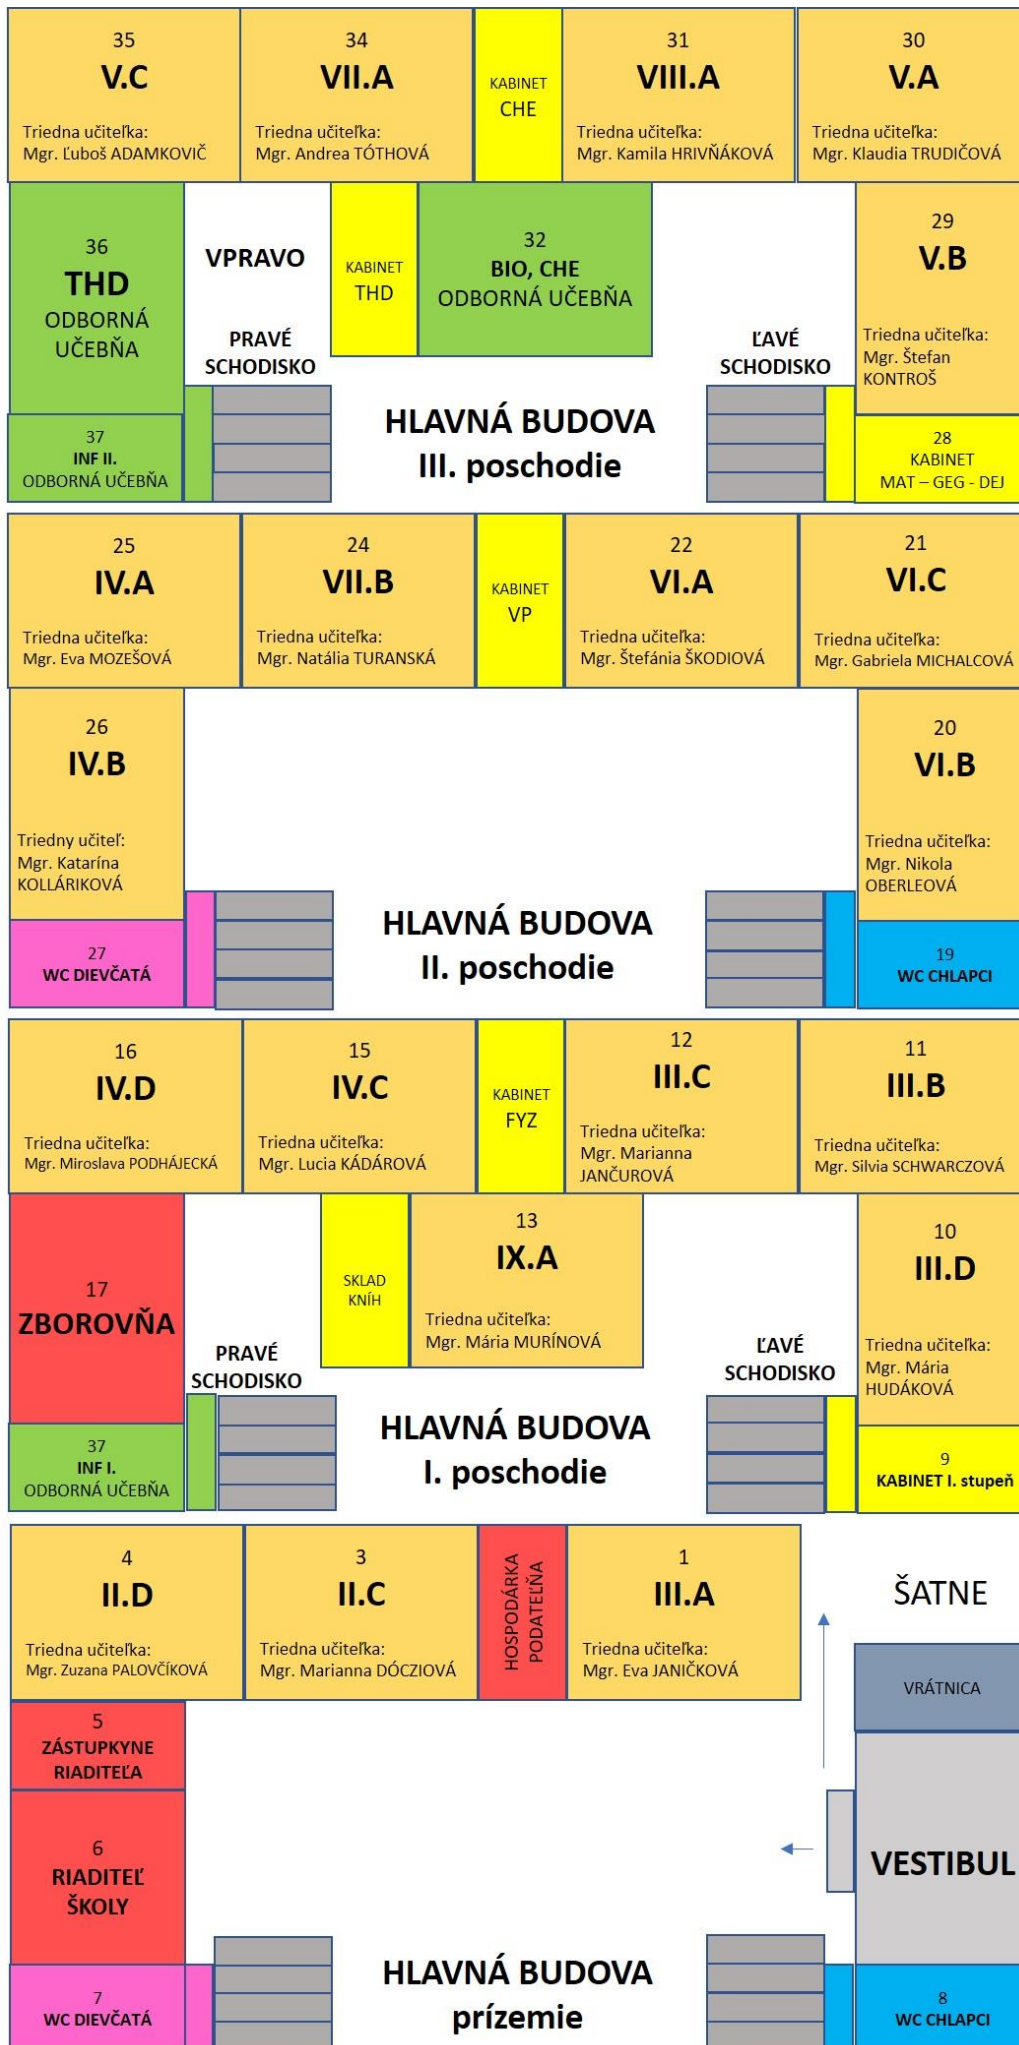 35
V.C
Triedna učiteľka:
Mgr. Ľuboš ADAMKOVIČ
34
VII.A
Triedna učiteľka:
Mgr. Andrea TÓTHOVÁ
KABINET
CHE
31
VIII.A
Triedna učiteľka:
Mgr. Kamila HRIVŇÁKOVÁ
30
V.A
Triedna učiteľka:
Mgr. Klaudia TRUDIČOVÁ
36
THD
ODBORNÁ
UČEBŇA
VPRAVO
KABINET
THD
32
BIO, CHE
ODBORNÁ UČEBŇA
29
V.B
Triedna učiteľka:
Mgr. Štefan
KONTROŠ
PRAVÉ
SCHODISKO
ĽAVÉ
SCHODISKO
37
INF II.
ODBORNÁ UČEBŇA
HLAVNÁ BUDOVA
III. poschodie
28
KABINET
MAT – GEG - DEJ
25
IV.A
Triedna učiteľka:
Mgr. Eva MOZEŠOVÁ
24
VII.B
Triedna učiteľka:
Mgr. Natália TURANSKÁ
KABINET
VP
22
VI.A
Triedna učiteľka:
Mgr. Štefánia ŠKODIOVÁ
21
VI.C
Triedna učiteľka:
Mgr. Gabriela MICHALCOVÁ
26
IV.B
Triedny učiteľ:
Mgr. Katarína
KOLLÁRIKOVÁ
20
VI.B
Triedna učiteľka:
Mgr. Nikola
OBERLEOVÁ
27
WC DIEVČATÁ
HLAVNÁ BUDOVA
II. poschodie
19
WC CHLAPCI
16
IV.D
Triedna učiteľka:
Mgr. Miroslava PODHÁJECKÁ
15
IV.C
Triedna učiteľka:
Mgr. Lucia KÁDÁROVÁ
KABINET
FYZ
12
III.C
Triedna učiteľka:
Mgr. Marianna
JANČUROVÁ
11
III.B
Triedna učiteľka:
Mgr. Silvia SCHWARCZOVÁ
17
ZBOROVŇA
SKLAD
KNÍH
13
IX.A
Triedna učiteľka:
Mgr. Mária MURÍNOVÁ
10
III.D
Triedna učiteľka:
Mgr. Mária
HUDÁKOVÁ
PRAVÉ
SCHODISKO
ĽAVÉ
SCHODISKO
37
INF I.
ODBORNÁ UČEBŇA
HLAVNÁ BUDOVA
I. poschodie
9
KABINET I. stupeň
4
II.D
Triedna učiteľka:
Mgr. Zuzana PALOVČÍKOVÁ
3
II.C
Triedna učiteľka:
Mgr. Marianna DÓCZIOVÁ
HOSPODÁRKA
PODATEĽŇA
1
III.A
Triedna učiteľka:
Mgr. Eva JANIČKOVÁ
ŠATNE
VRÁTNICA
5
ZÁSTUPKYNE
RIADITEĽA
6
RIADITEĽ
ŠKOLY
VESTIBUL
7
WC DIEVČATÁ
HLAVNÁ BUDOVA
prízemie
8
WC CHLAPCI